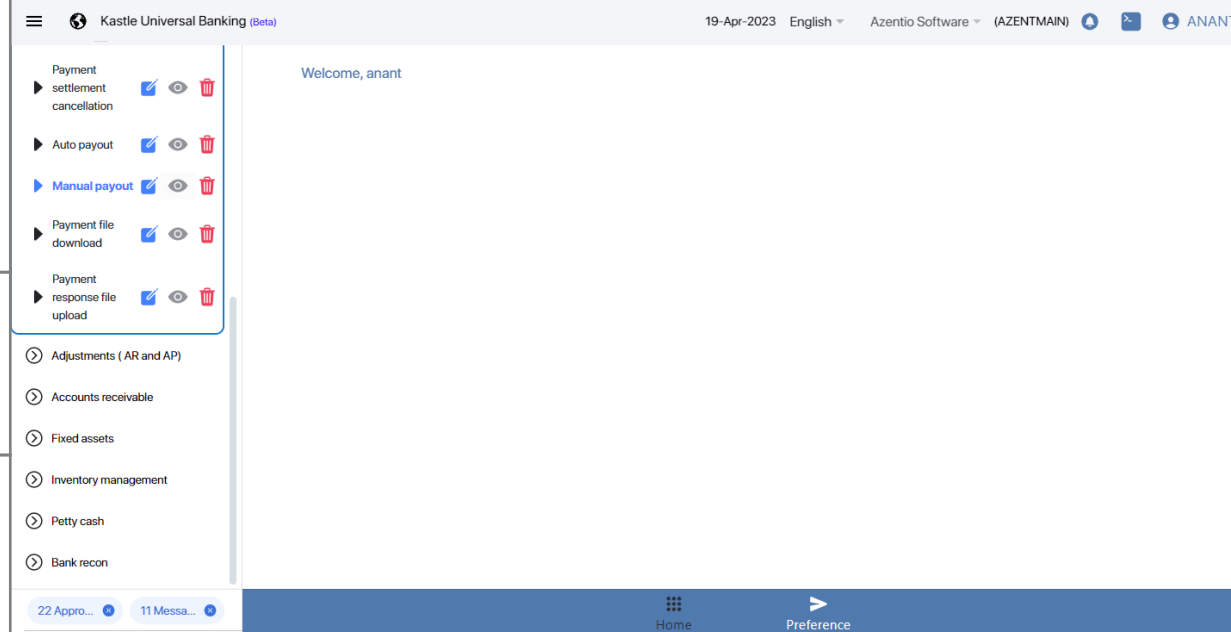 Kastle Universal Banking (Beta)
19-Apr-2023 English Azentio Software (AZENTMAIN) ANANT
Payment
settlement
cancellation
Auto payout
Manual payout
Payment file
download
Payment
response file
upload
Adjustments ( AR and AP)
Accounts receivable
Fixed assets
Inventory management
Petty cash
Bank recon
22 Appro... 11 Messa...
Welcome, anant
Home
Preference